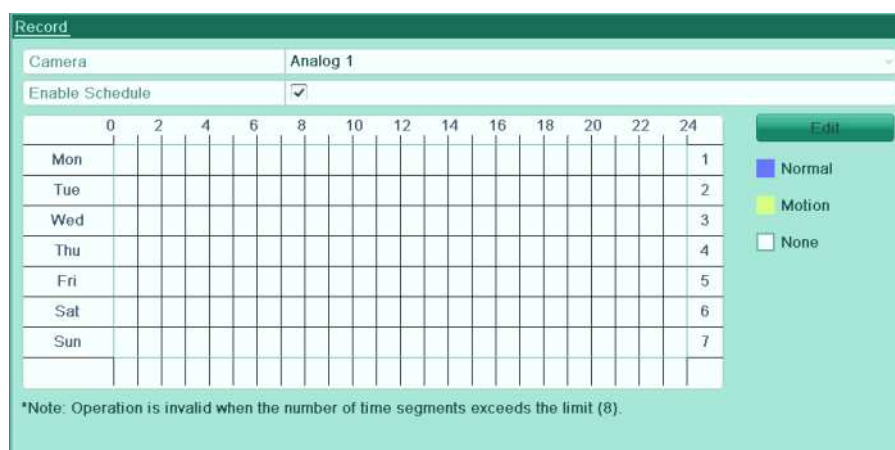 Record
Camera Analog 1
Enable Schedule
0 2 4 6 8 10 12 14 16 18 20 22 24
Edit
Mon 1
Normal
Tue 2
Motion
Wed 3
None
Thu 4
Fri 5
Sat 6
Sun 7
*Note: Operation is invalid when the number of time segments exceeds the limit (8).